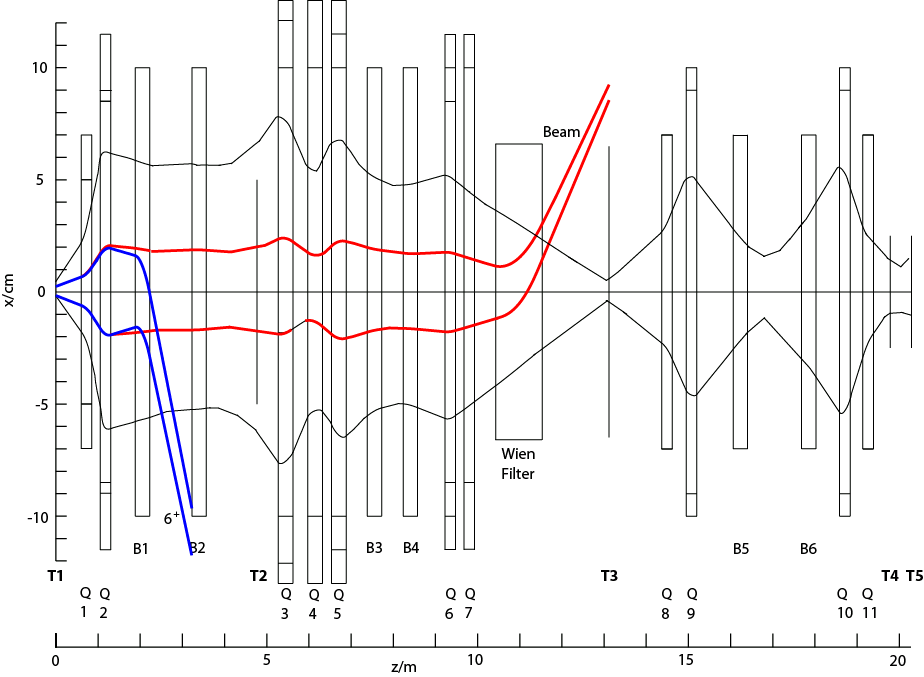 10
5
0
-5
-10
x/cm
Beam
Wien
Filter
6+
B1
B2
B3
B4
B5
B6
T1
T2
T3
T4
T5
Q
1
Q
2
Q
3
Q
4
Q
5
Q
6
Q
7
Q
8
Q
9
Q
10
Q
11
0
5
10
15
20
z/m